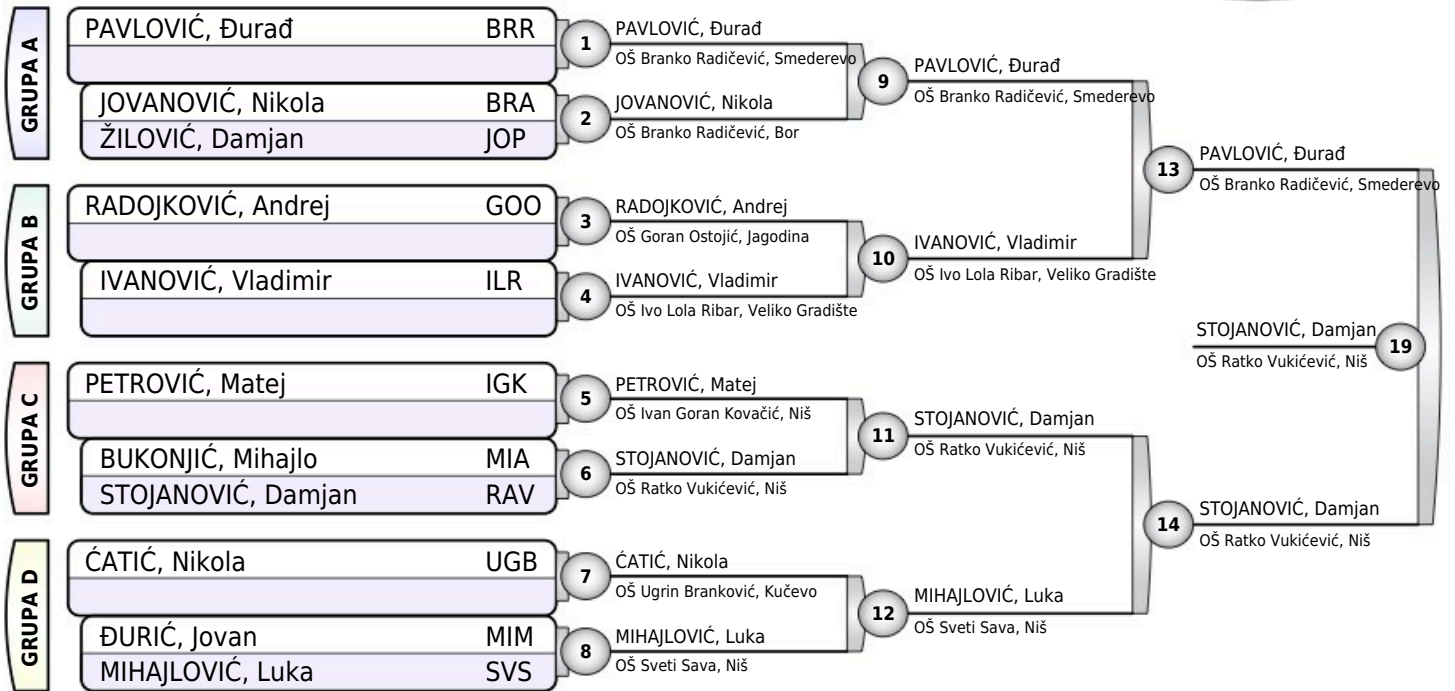 GRUPA A
PAVLOVIĆ, Đurađ BRR
JOVANOVIĆ, Nikola BRA
ŽILOVIĆ, Damjan JOP
GRUPA B
RADOJKOVIĆ, Andrej GOO
IVANOVIĆ, Vladimir ILR
GRUPA C
PETROVIĆ, Matej IGK
BUKONJIĆ, Mihajlo MIA
STOJANOVIĆ, Damjan RAV
GRUPA D
ĆATIĆ, Nikola UGB
ĐURIĆ, Jovan MIM
MIHAJLOVIĆ, Luka SVS
1 PAVLOVIĆ, Đurađ
OŠ Branko Radičević, Smederevo
2 JOVANOVIĆ, Nikola
OŠ Branko Radičević, Bor
3 RADOJKOVIĆ, Andrej
OŠ Goran Ostojić, Jagodina
4 IVANOVIĆ, Vladimir
OŠ Ivo Lola Ribar, Veliko Gradište
5 PETROVIĆ, Matej
OŠ Ivan Goran Kovačić, Niš
6 STOJANOVIĆ, Damjan
OŠ Ratko Vukićević, Niš
7 ĆATIĆ, Nikola
OŠ Ugrin Branković, Kučevo
8 MIHAJLOVIĆ, Luka
OŠ Sveti Sava, Niš
9 PAVLOVIĆ, Đurađ
OŠ Branko Radičević, Smederevo
10 IVANOVIĆ, Vladimir
OŠ Ivo Lola Ribar, Veliko Gradište
11 STOJANOVIĆ, Damjan
OŠ Ratko Vukićević, Niš
12 MIHAJLOVIĆ, Luka
OŠ Sveti Sava, Niš
13 PAVLOVIĆ, Đurađ
OŠ Branko Radičević, Smederevo
14 STOJANOVIĆ, Damjan
OŠ Ratko Vukićević, Niš
STOJANOVIĆ, Damjan 19
OŠ Ratko Vukićević, Niš